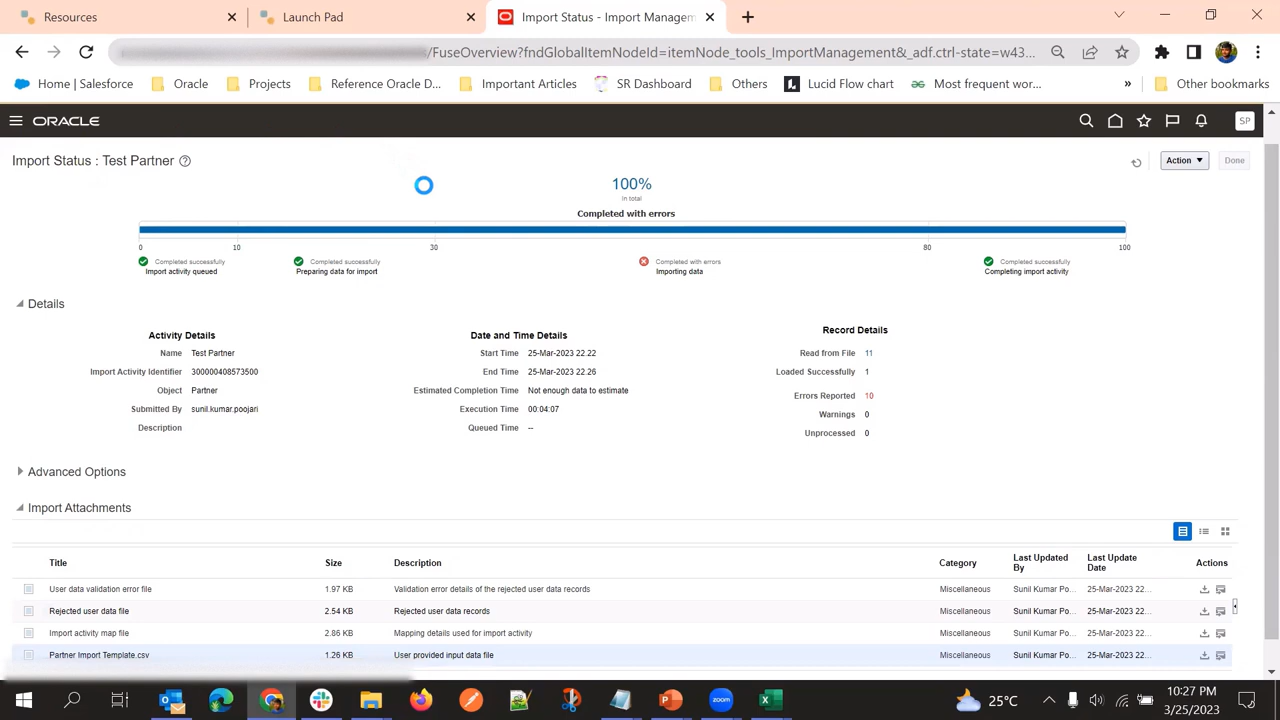 Resources
Launch Pad
Import Status - Import Managem
/FuseOverview?fndGlobalItemNodeId=itemNode_tools_ImportManagement&_adf.ctrl-state=w43...
Home | Salesforce
Oracle
Projects
Reference Oracle D...
Important Articles
SR Dashboard
Others
Lucid Flow chart
Most frequent wor...
»
Other bookmarks
ORACLE
SP
Import Status : Test Partner
Action
Done
100%
In total
Completed with errors
0 10 30 80 100
Completed successfully
Import activity queued
Completed successfully
Preparing data for import
Completed with errors
Importing data
Completed successfully
Completing import activity
Details
Activity Details
Name Test Partner
Import Activity Identifier 300000408573500
Object Partner
Submitted By sunil.kumar.poojari
Description
Date and Time Details
Start Time 25-Mar-2023 22.22
End Time 25-Mar-2023 22.26
Estimated Completion Time Not enough data to estimate
Execution Time 00:04:07
Queued Time --
Record Details
Read from File 11
Loaded Successfully 1
Errors Reported 10
Warnings 0
Unprocessed 0
Advanced Options
Import Attachments
Title Size Description Category Last Updated By Last Update Date Actions
User data validation error file 1.97 KB Validation error details of the rejected user data records Miscellaneous Sunil Kumar Po... 25-Mar-2023 22...
Rejected user data file 2.54 KB Rejected user data records Miscellaneous Sunil Kumar Po... 25-Mar-2023 22...
Import activity map file 2.86 KB Mapping details used for import activity Miscellaneous Sunil Kumar Po... 25-Mar-2023 22...
Partner Import Template.csv 1.26 KB User provided input data file Miscellaneous Sunil Kumar Po... 25-Mar-2023 22...
zoom
25°C
10:27 PM
3/25/2023